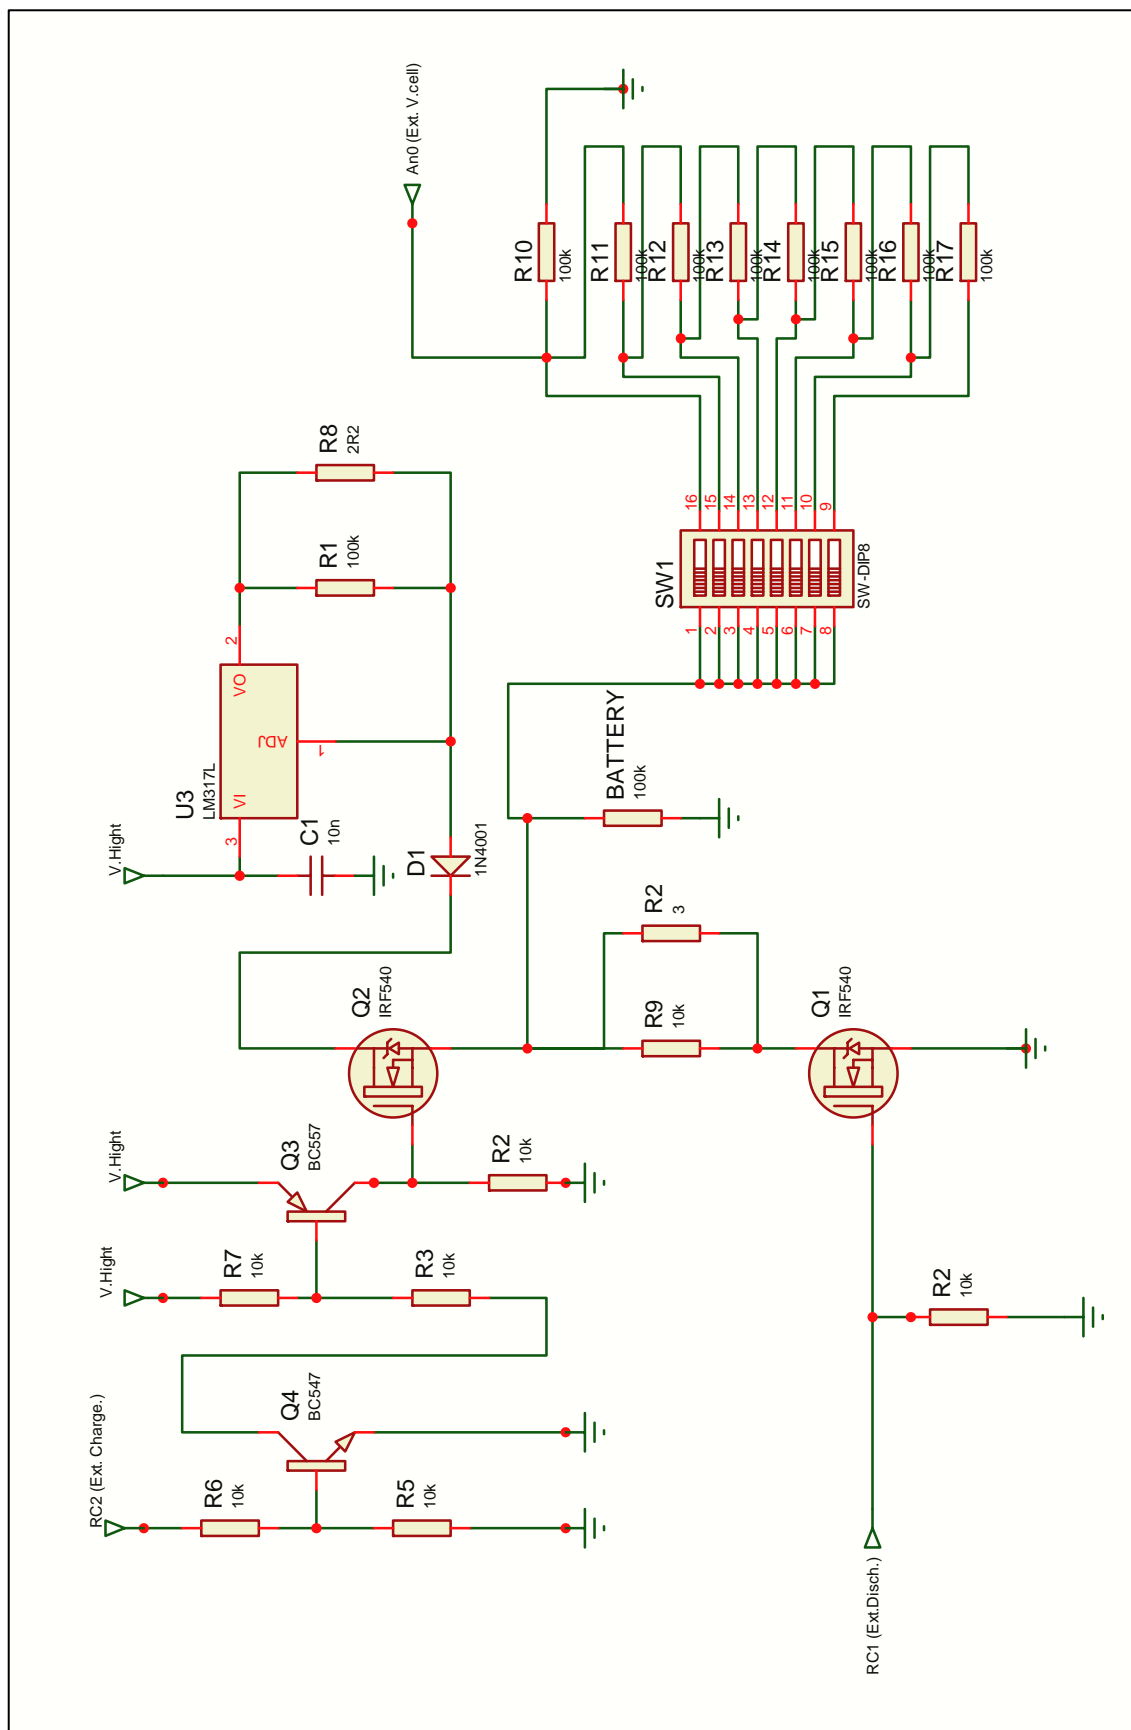 An0 (Ext. V.cell)
R10
100k
R11
100k
R12
100k
R13
100k
R14
100k
R15
100k
R16
100k
R17
100k
R8
2R2
R1
100k
U3
LM317L
VI
VO
ADJ
3
2
1
V.Hight
C1
10n
D1
1N4001
SW1
SW-DIP8
16
15
14
13
12
11
10
9
1
2
3
4
5
6
7
8
BATTERY
100k
R2
3
R9
10k
Q2
IRF540
Q1
IRF540
V.Hight
Q3
BC557
R2
10k
V.Hight
R7
10k
R3
10k
R2
10k
Q4
BC547
RC2 (Ext. Charge.)
R6
10k
R5
10k
RC1 (Ext.Disch.)